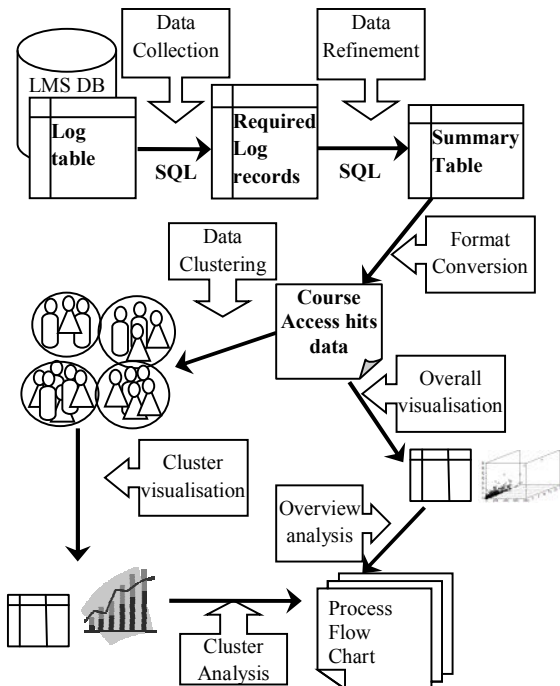 Data
Collection
Data
Refinement
LMS DB
Log
table
SQL
Required
Log
records
SQL
Summary
Table
Data
Clustering
Format
Conversion
Course
Access hits
data
Overall
visualisation
Cluster
visualisation
Overview
analysis
Process
Flow
Chart
Cluster
Analysis